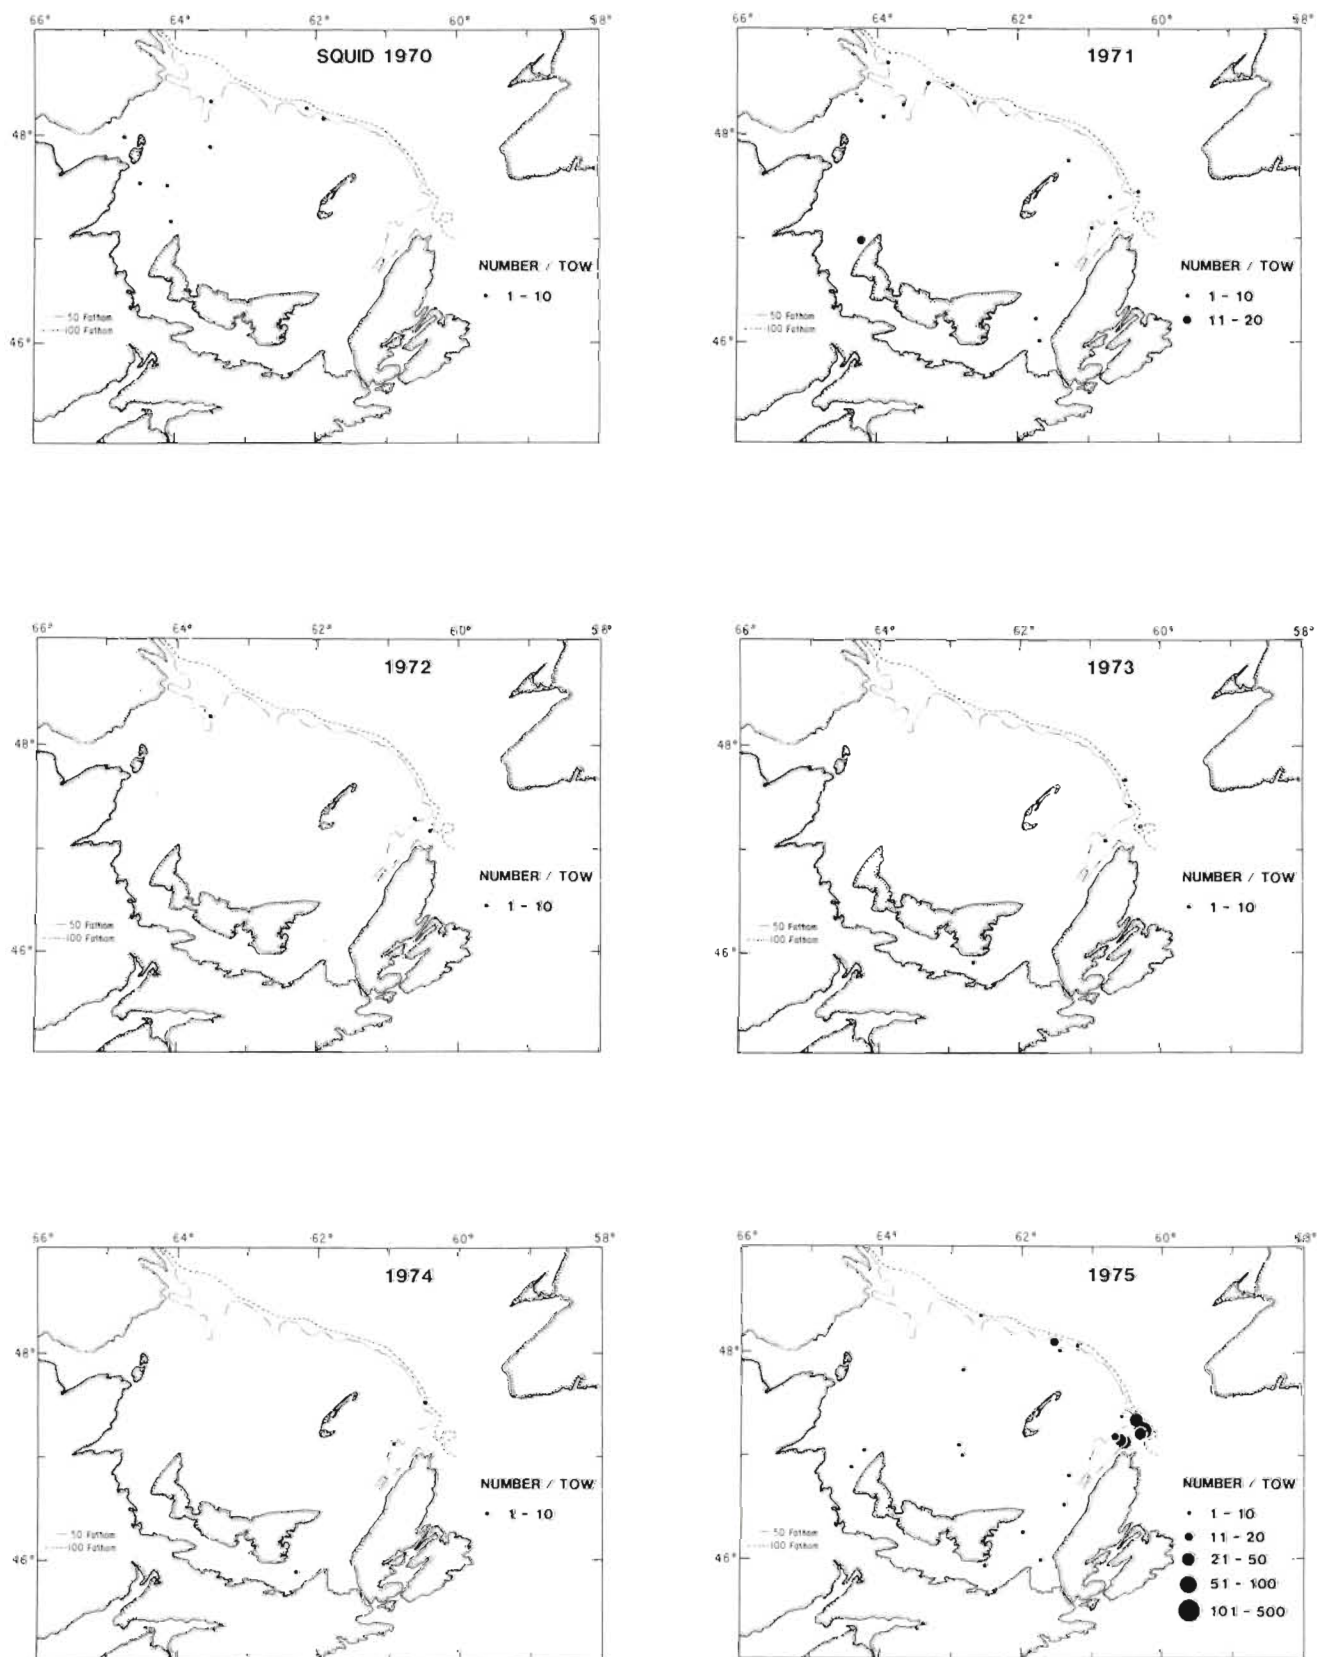 66° 64° 62° 60° 58°
SQUID 1970
48°
NUMBER / TOW
1 - 10
50 Fathom
100 Fathom
46°
66° 64° 62° 60° 58°
1971
48°
NUMBER / TOW
1 - 10
11 - 20
50 Fathom
100 Fathom
46°
66° 64° 62° 60° 58°
1972
48°
NUMBER / TOW
1 - 10
50 Fathom
100 Fathom
46°
66° 64° 62° 60° 58°
1973
48°
NUMBER / TOW
1 - 10
50 Fathom
100 Fathom
46°
66° 64° 62° 60° 58°
1974
48°
NUMBER / TOW
1 - 10
50 Fathom
100 Fathom
46°
66° 64° 62° 60° 58°
1975
48°
NUMBER / TOW
1 - 10
11 - 20
21 - 50
51 - 100
101 - 500
50 Fathom
100 Fathom
46°